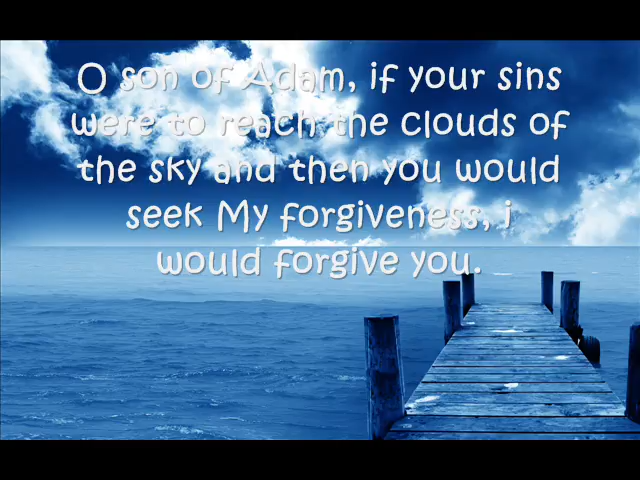 O son of Adam, if your sins
were to reach the clouds of
the sky and then you would
seek My forgiveness, i
would forgive you.